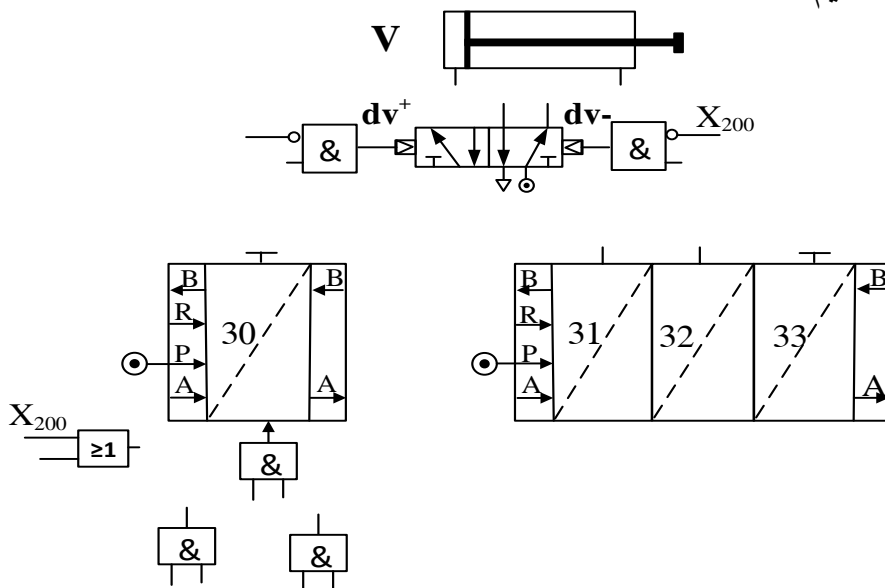 V
dv⁺ dv- X₂₀₀
& &
B B B B
R 30 R 31 32 33
P P
A A A A
X₂₀₀
≥1 &
& &